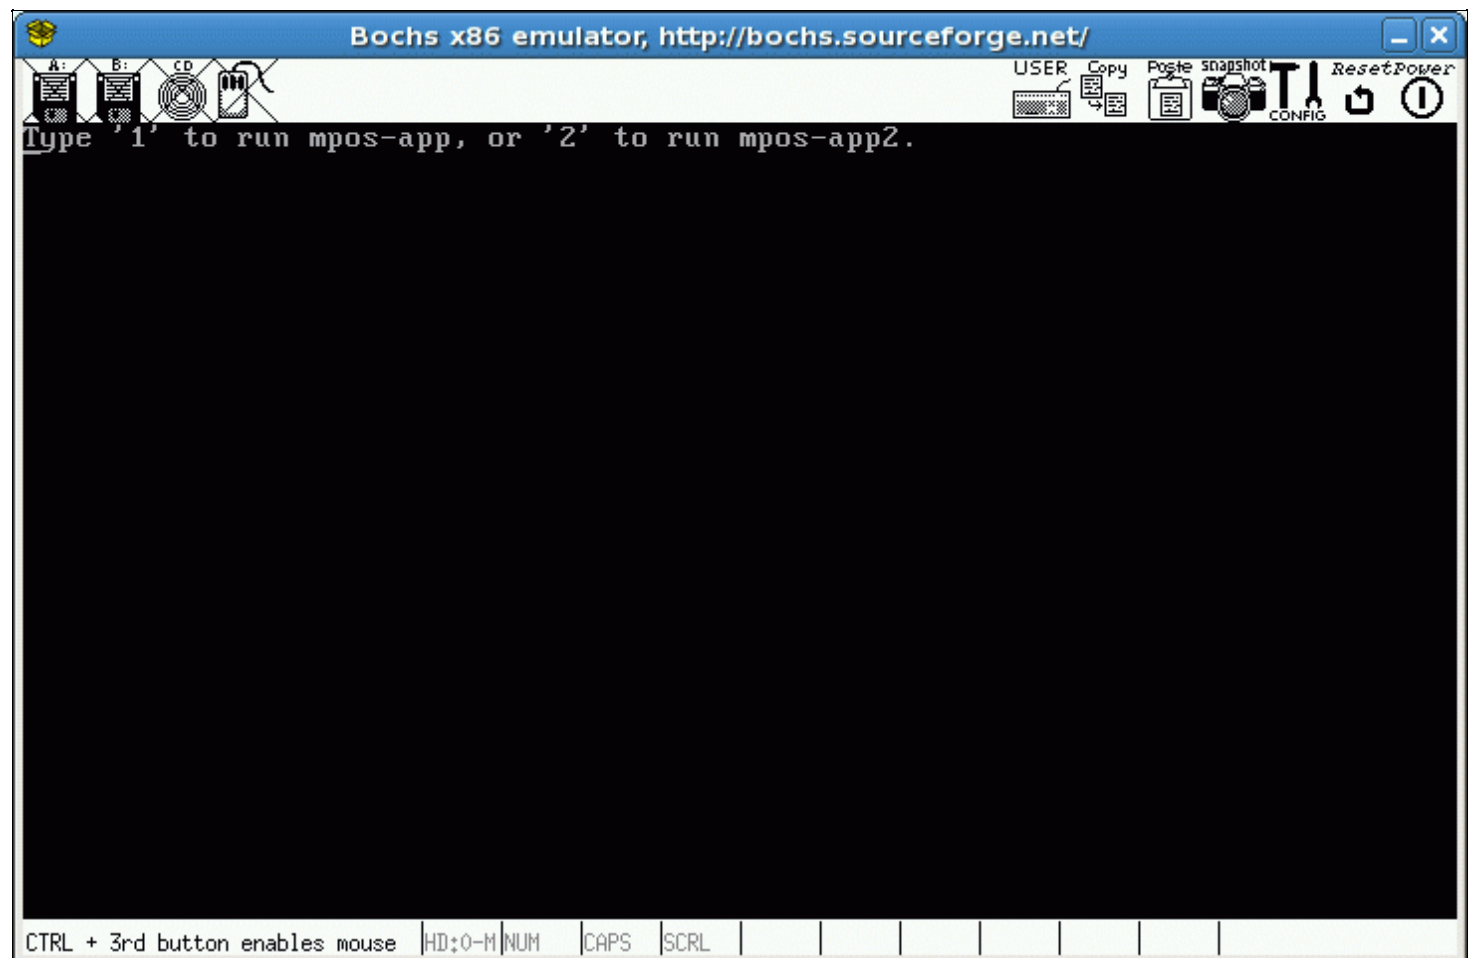 Bochs x86 emulator, http://bochs.sourceforge.net/
A: B: CD USER Copy Paste snapshot CONFIG Reset Power
Type '1' to run mpos-app, or '2' to run mpos-app2.
CTRL + 3rd button enables mouse HD:0-M NUM CAPS SCRL